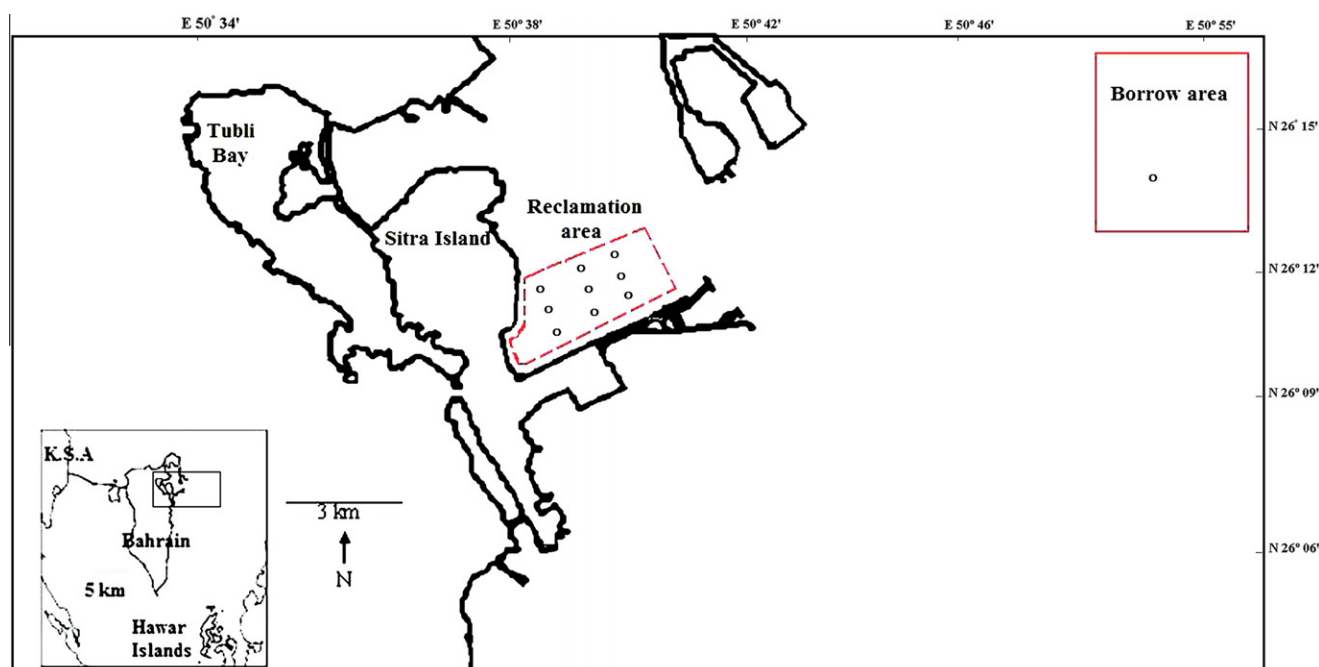 E 50° 34'
E 50° 38'
E 50° 42'
E 50° 46'
E 50° 55'
Borrow area
N 26° 15'
Tubli
Bay
Reclamation
area
Sitra Island
N 26° 12'
N 26° 09'
K.S.A
3 km
Bahrain
N
N 26° 06'
5 km
Hawar
Islands